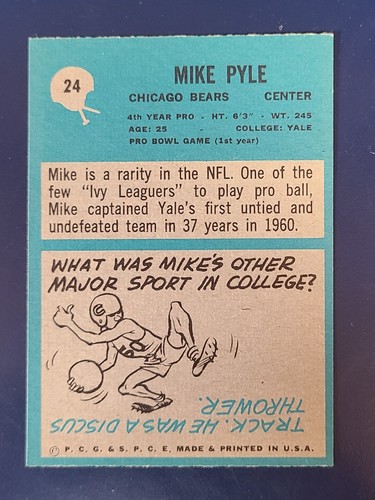 24
MIKE PYLE
CHICAGO BEARS CENTER
4th YEAR PRO - HT. 6'3" - WT. 245
AGE: 25 - COLLEGE: YALE
PRO BOWL GAME (1st year)
Mike is a rarity in the NFL. One of the
few "Ivy Leaguers" to play pro ball,
Mike captained Yale's first untied and
undefeated team in 37 years in 1960.
WHAT WAS MIKE'S OTHER
MAJOR SPORT IN COLLEGE?
TRACK. HE WAS A DISCUS
THROWER.
© P. C. G. & S. P. C. E. MADE & PRINTED IN U.S.A.